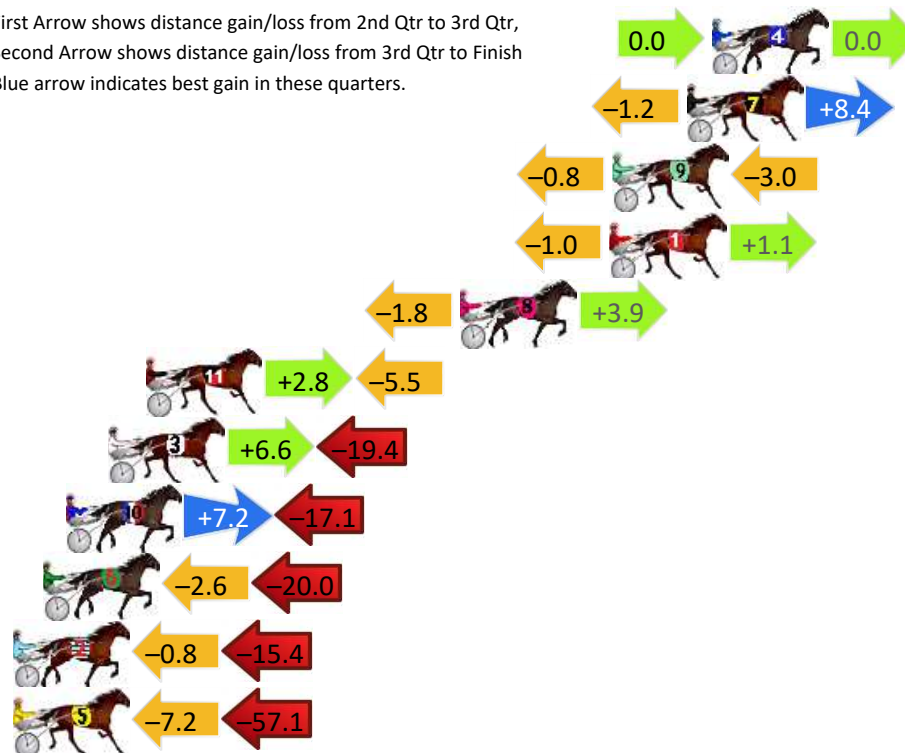 irst Arrow shows distance gain/loss from 2nd Qtr to 3rd Qtr,
econd Arrow shows distance gain/loss from 3rd Qtr to Finish
Blue arrow indicates best gain in these quarters.
0.0 4 0.0
−1.2 7 +8.4
−0.8 9 −3.0
−1.0 1 +1.1
−1.8 8 +3.9
11 +2.8 −5.5
3 +6.6 −19.4
10 +7.2 −17.1
6 −2.6 −20.0
2 −0.8 −15.4
5 −7.2 −57.1